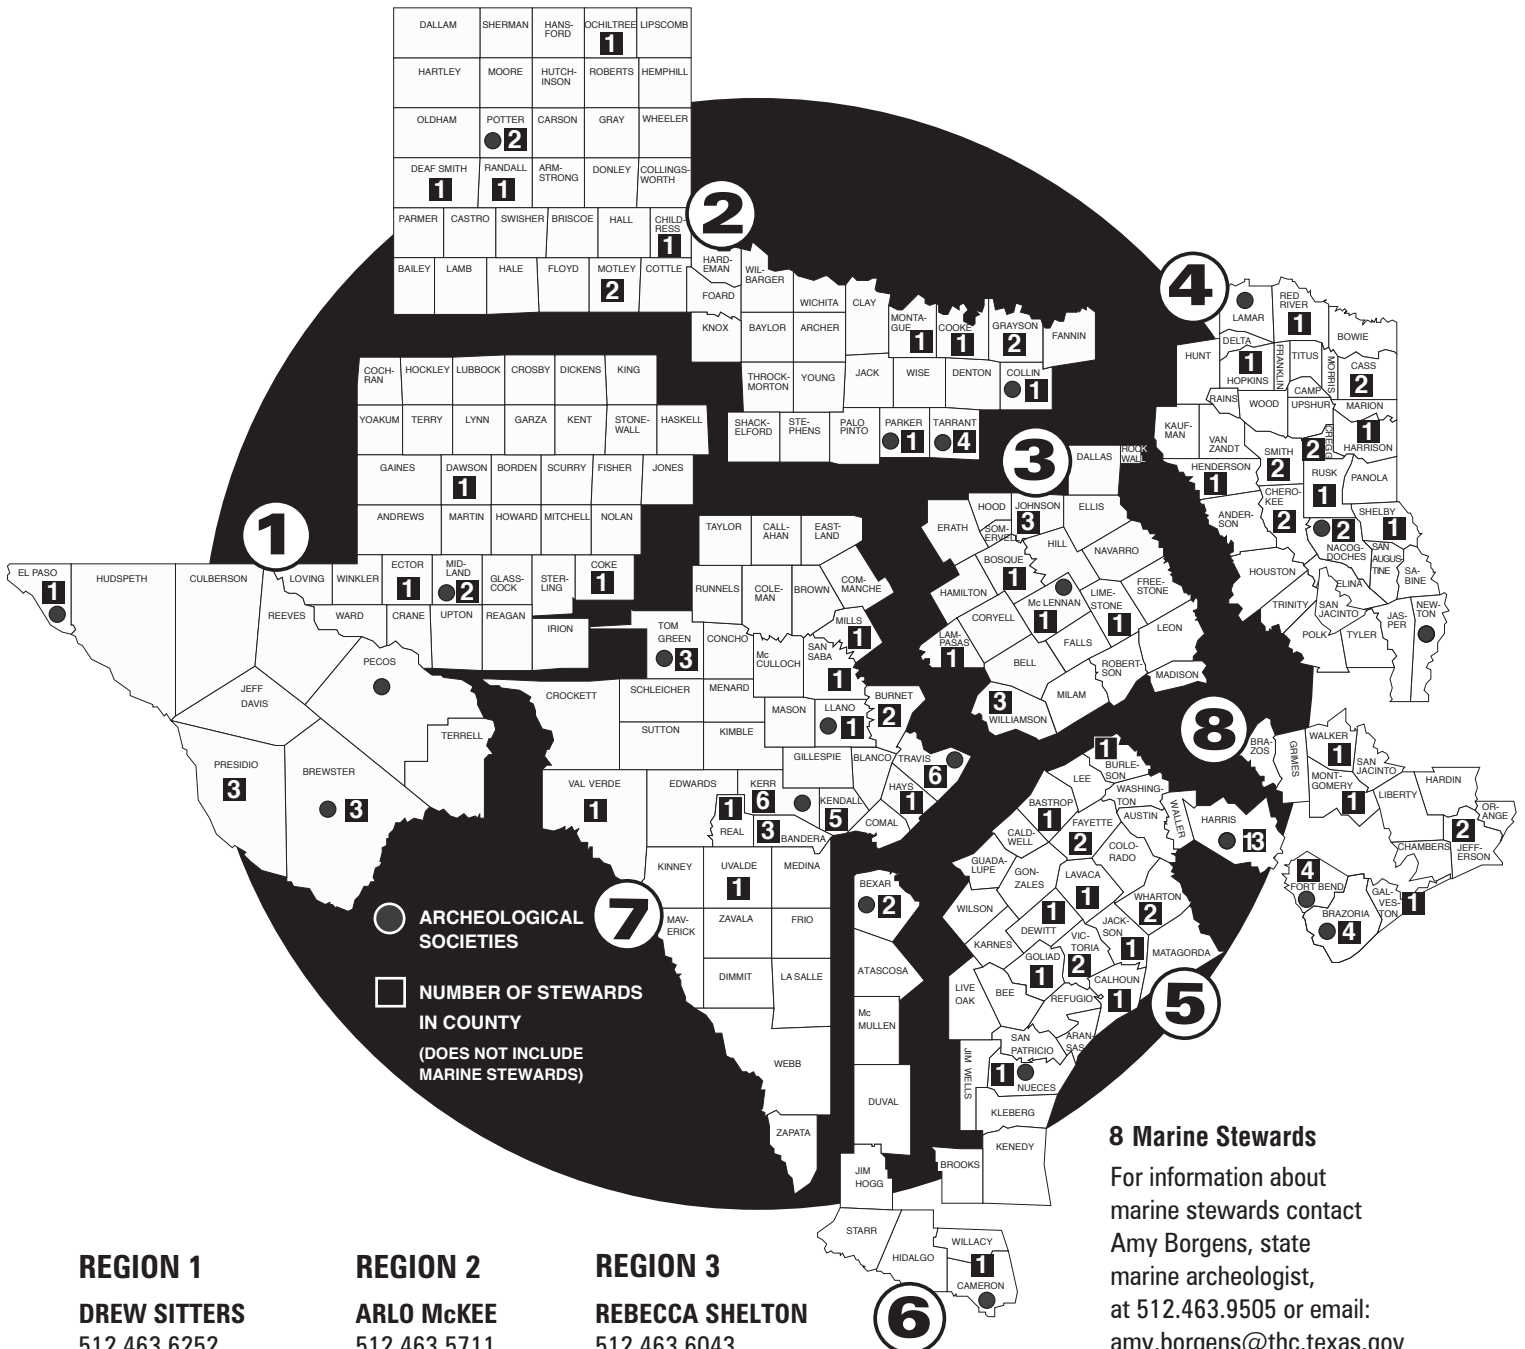 DALLAM SHERMAN HANS- OCHILTREE LIPSCOMB
FORD
1
HARTLEY MOORE HUTCH- ROBERTS HEMPHILL
INSON
OLDHAM POTTER CARSON GRAY WHEELER
2
DEAF SMITH RANDALL ARM- DONLEY COLLINGS-
STRONG WORTH
1 1
PARMER CASTRO SWISHER BRISCOE HALL CHILD-
RESS
1
2
BAILEY LAMB HALE FLOYD MOTLEY COTTLE
2
HARD-
EMAN
FOARD
WIL-
BARGER
WICHITA CLAY
MONTA-
GUE
1
COOKE
1
GRAYSON
2
FANNIN
KNOX BAYLOR ARCHER
THROCK-
MORTON
YOUNG JACK WISE DENTON COLLIN
1
SHACK-
ELFORD
STE-
PHENS
PALO
PINTO
PARKER
1
TARRANT
4
COCH-
RAN
HOCKLEY LUBBOCK CROSBY DICKENS KING
YOAKUM TERRY LYNN GARZA KENT STONE-
WALL
HASKELL
GAINES DAWSON BORDEN SCURRY FISHER JONES
1
ANDREWS MARTIN HOWARD MITCHELL NOLAN
1
EL PASO
1
HUDSPETH CULBERSON LOVING WINKLER
ECTOR
1
MID-
LAND
2
GLASS-
COCK
STER-
LING
COKE
1
REEVES WARD CRANE UPTON REAGAN IRION
PECOS
JEFF
DAVIS
TERRELL
PRESIDIO
3
BREWSTER
3
4
LAMAR
RED
RIVER
1
BOWIE
HUNT DELTA
1
HOPKINS
FRANKLIN
TITUS
MORRIS
CASS
2
CAMP
RAINS WOOD UPSHUR MARION
1
HARRISON
KAUF-
MAN
VAN
ZANDT
SMITH
2
2
GREGG
HENDERSON
1
RUSK
1
PANOLA
ANDER-
SON
CHERO-
KEE
2
SHELBY
1
2
NACOG-
DOCHES
SAN
AUGUS
TINE
SA-
BINE
HOUSTON
ELINA
TRINITY
SAN
JACINTO
POLK TYLER
JAS-
PER
NEW-
TON
3
DALLAS
HOOK
WALL
HOOD JOHNSON
3
ELLIS
ERATH
SOM-
ERVELL
HILL NAVARRO
BOSQUE
1
HAMILTON
Mc LENNAN
1
LIME-
STONE
1
FREE-
STONE
CORYELL
LAM-
PASAS
1
FALLS LEON
BELL
ROBERT-
SON
MADISON
MILAM
3
WILLIAMSON
TAYLOR CALL-
AHAN
EAST-
LAND
RUNNELS COLE-
MAN
BROWN COM-
MANCHE
MILLS
1
TOM
GREEN
3
CONCHO
Mc
CULLOCH
SAN
SABA
1
CROCKETT SCHLEICHER MENARD
SUTTON KIMBLE
MASON LLANO
1
BURNET
2
GILLESPIE BLANCO TRAVIS
6
HAYS
1
COMAL
VAL VERDE
1
EDWARDS
1
REAL
KERR
6
KENDALL
5
3
BANDERA
KINNEY UVALDE
1
MEDINA
7
MAV-
ERICK
ZAVALA FRIO
DIMMIT LA SALLE
WEBB
ZAPATA
8
BRA-
ZOS
GRIMES
WALKER
1
SAN
JACINTO
MONT-
GOMERY
1
LIBERTY HARDIN
OR-
ANGE
2
JEFF-
ERSON
CHAMBERS
WALLER
HARRIS
13
4
FORT BEND
GAL-
VES-
TON
1
BRAZORIA
4
1
BURLE-
SON
LEE
WASHING-
TON
BASTROP
1
FAYETTE
2
AUSTIN
CALD-
WELL
COLO-
RADO
GUADA-
LUPE
GON-
ZALES
LAVACA
1
WHARTON
2
WILSON
1
DEWITT
JACK-
SON
1
KARNES
VIC-
TORIA
2
MATAGORDA
GOLIAD
1
CALHOUN
1
LIVE
OAK
BEE REFUGIO
5
SAN
PATRICIO
ARAN-
SAS
JIM WELLS
1
NUECES
KLEBERG
KENEDY
BROOKS
BEXAR
2
ATASCOSA
Mc
MULLEN
DUVAL
JIM
HOGG
STARR
HIDALGO
WILLACY
1
CAMERON
6
ARCHEOLOGICAL
SOCIETIES
NUMBER OF STEWARDS
IN COUNTY
(DOES NOT INCLUDE
MARINE STEWARDS)
8 Marine Stewards
For information about
marine stewards contact
Amy Borgens, state
marine archeologist,
at 512.463.9505 or email:
amy.borgens@thc.texas.gov
REGION 1
DREW SITTERS
512.463.6252
REGION 2
ARLO McKEE
512.463.5711
REGION 3
REBECCA SHELTON
512.463.6043